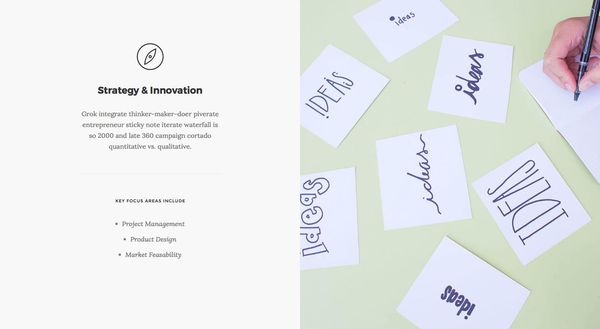 Strategy & Innovation
Grok integrate thinker-maker-doer piverate
entrepreneur sticky note iterate waterfall is
so 2000 and late 360 campaign cortado
quantitative vs. qualitative.
KEY FOCUS AREAS INCLUDE
Project Management
Product Design
Market Feasability
ideas
IDEAS
ideas
ideas
IDEAS
Ideas
ideas